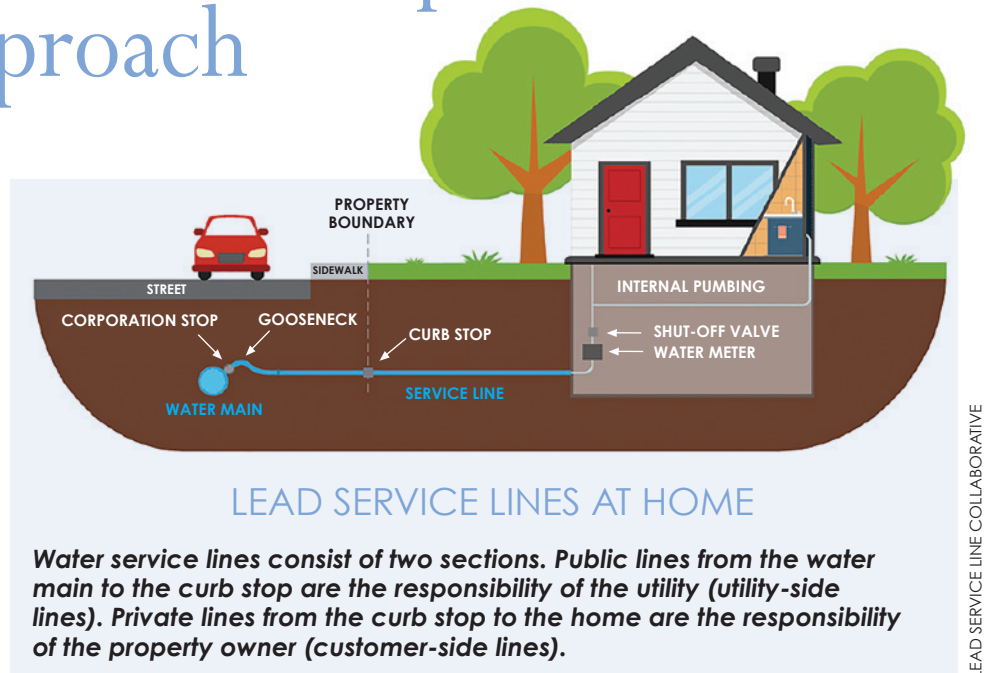 proach
PROPERTY
BOUNDARY
SIDEWALK
STREET
INTERNAL PUMBING
CORPORATION STOP
GOOSENECK
CURB STOP
SHUT-OFF VALVE
WATER METER
SERVICE LINE
WATER MAIN
LEAD SERVICE LINES AT HOME
Water service lines consist of two sections. Public lines from the water
main to the curb stop are the responsibility of the utility (utility-side
lines). Private lines from the curb stop to the home are the responsibility
of the property owner (customer-side lines).
LEAD SERVICE LINE COLLABORATIVE